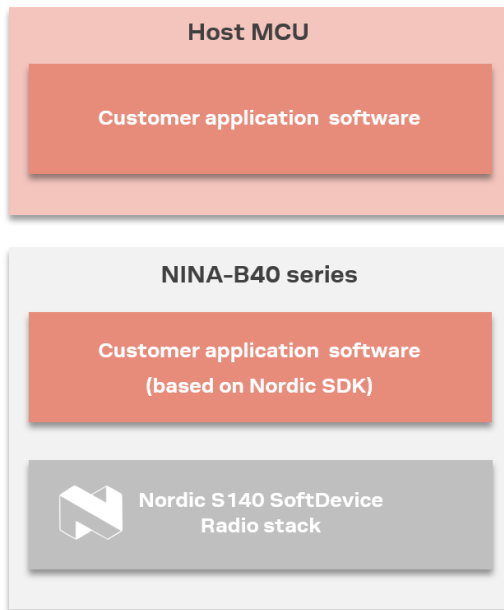 Host MCU
Customer application software
NINA-B40 series
Customer application software
(based on Nordic SDK)
Nordic S140 SoftDevice
Radio stack